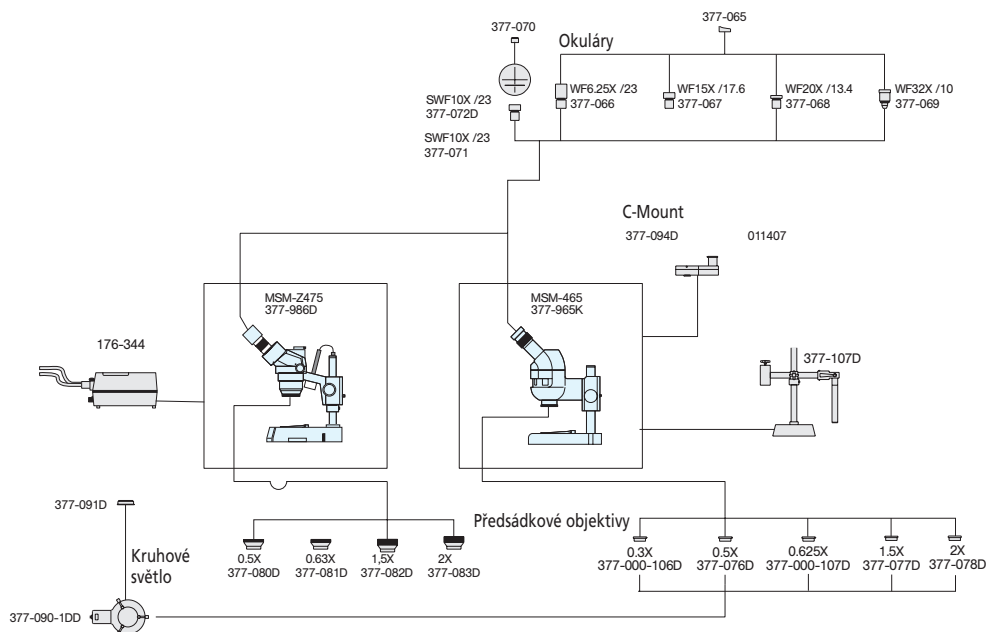 377-070
Okuláry
377-065
SWF10X /23
377-072D
SWF10X /23
377-071
WF6.25X /23
377-066
WF15X /17.6
377-067
WF20X /13.4
377-068
WF32X /10
377-069
C-Mount
377-094D
011407
MSM-Z475
377-986D
MSM-465
377-965K
176-344
377-107D
377-091D
Kruhové
světlo
377-090-1DD
Předsádkové objektivy
0.5X
377-080D
0.63X
377-081D
1,5X
377-082D
2X
377-083D
0.3X
377-000-106D
0.5X
377-076D
0.625X
377-000-107D
1.5X
377-077D
2X
377-078D